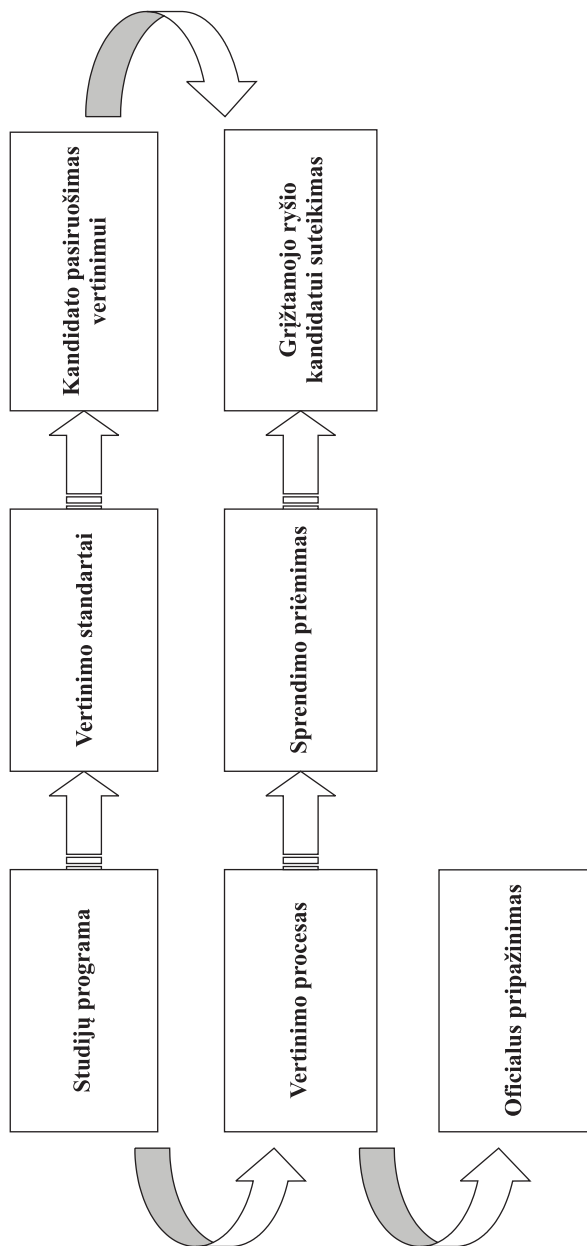 Studijų programa
Vertinimo standartai
Kandidato pasiruošimas
vertinimui
Vertinimo procesas
Sprendimo priėmimas
Grįžtamojo ryšio
kandidatui suteikimas
Oficialus pripažinimas